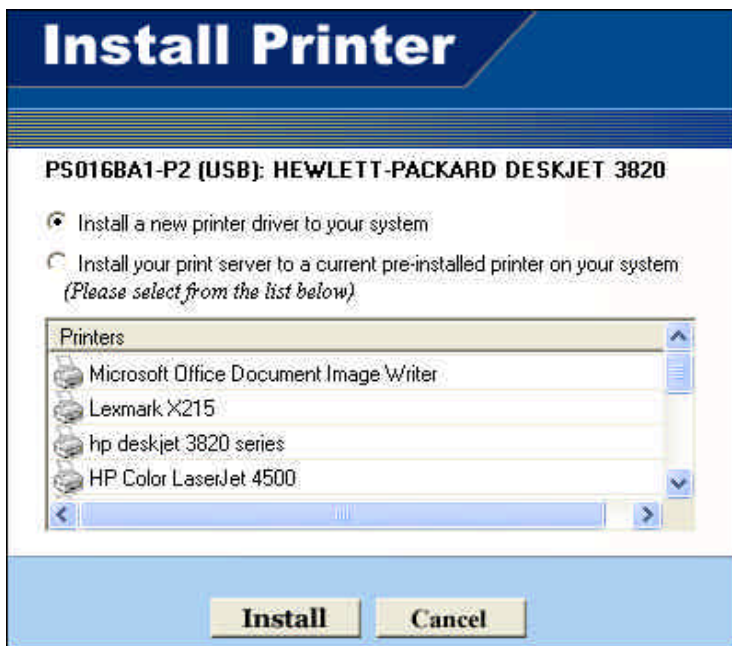 Install Printer
PS016BA1-P2 (USB): HEWLETT-PACKARD DESKJET 3820
Install a new printer driver to your system
Install your print server to a current pre-installed printer on your system
(Please select from the list below)
Printers
Microsoft Office Document Image Writer
Lexmark X215
hp deskjet 3820 series
HP Color LaserJet 4500
Install Cancel